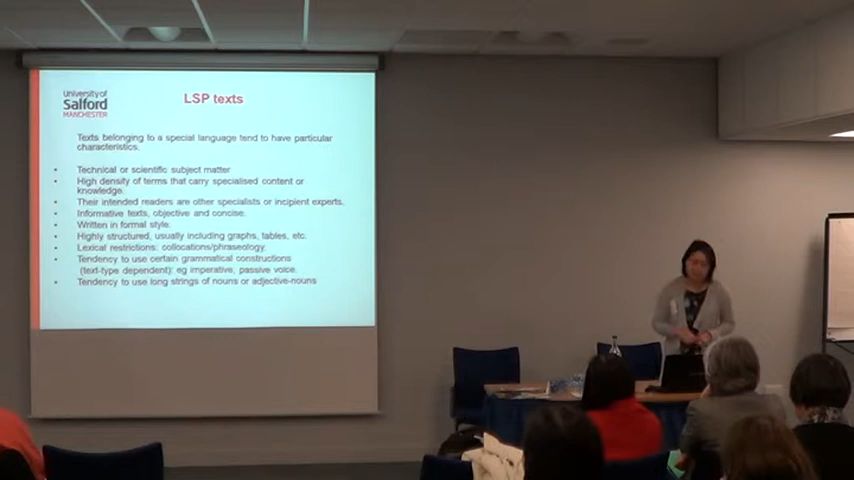 University of
Salford
MANCHESTER
LSP texts
Texts belonging to a special language tend to have particular
characteristics.
• Technical or scientific subject matter
• High density of terms that carry specialised content or
knowledge.
• Their intended readers are other specialists or incipient experts.
• Informative texts, objective and concise.
• Written in formal style.
• Highly structured, usually including graphs, tables, etc.
• Lexical restrictions: collocations/phraseology.
• Tendency to use certain grammatical constructions
(text-type dependent): eg imperative, passive voice.
• Tendency to use long strings of nouns or adjective-nouns